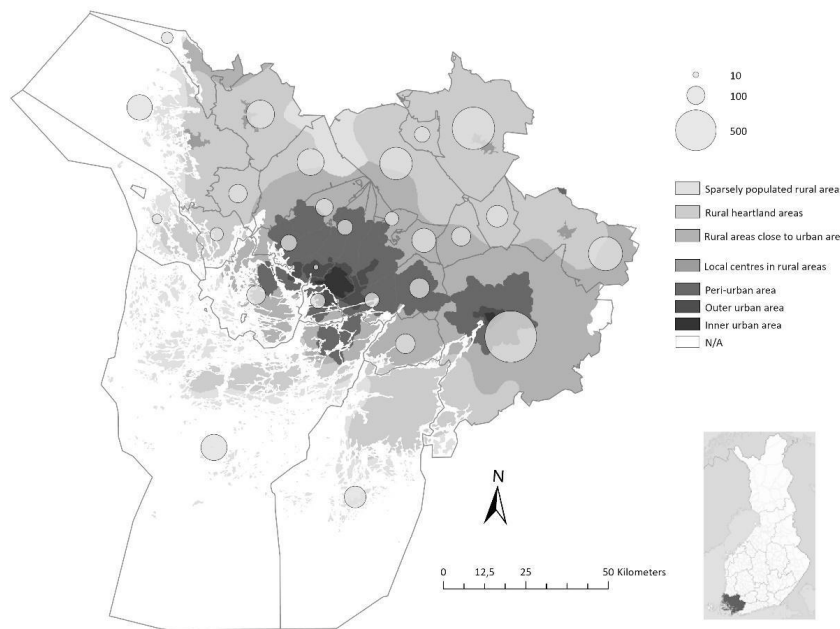 10
100
500
Sparsely populated rural area
Rural heartland areas
Rural areas close to urban are
Local centres in rural areas
Peri-urban area
Outer urban area
Inner urban area
N/A
N
0 12,5 25 50 Kilometers